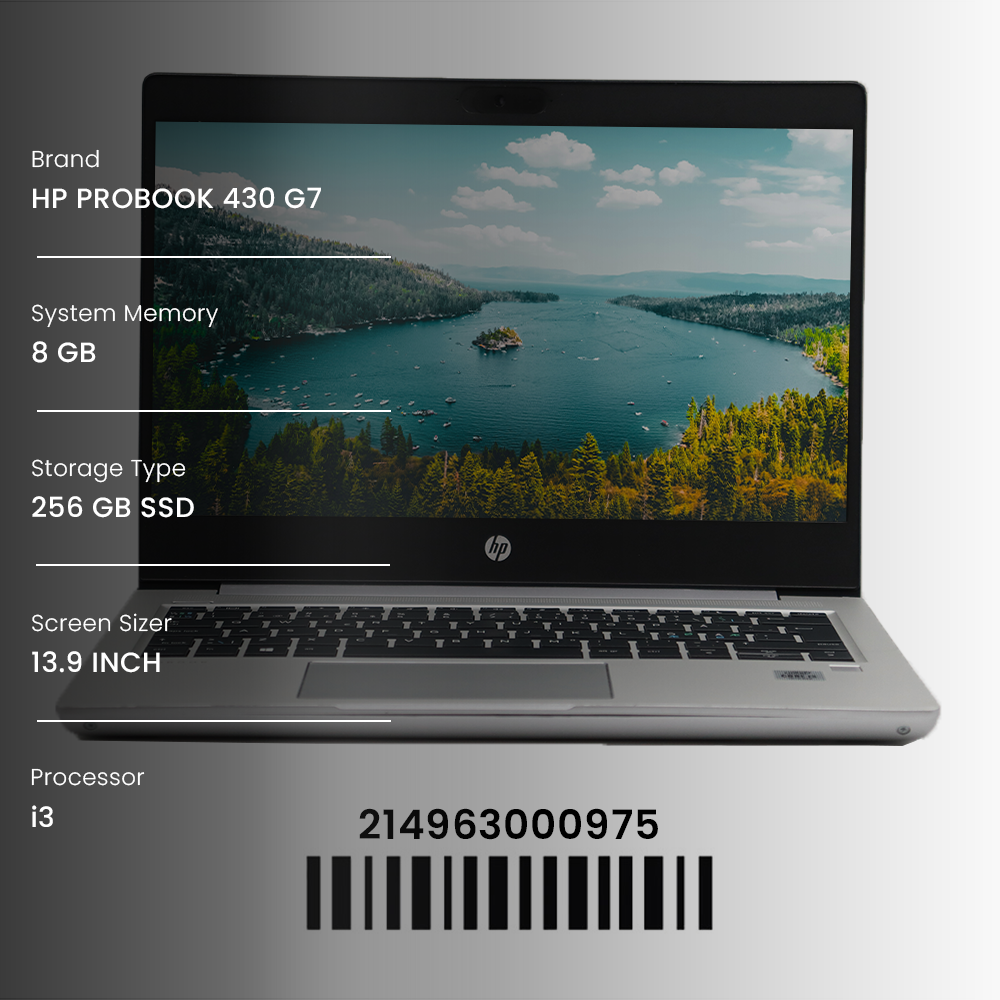 Brand
HP PROBOOK 430 G7
System Memory
8 GB
Storage Type
256 GB SSD
hp
Screen Sizer
13.9 INCH
Processor
i3
214963000975